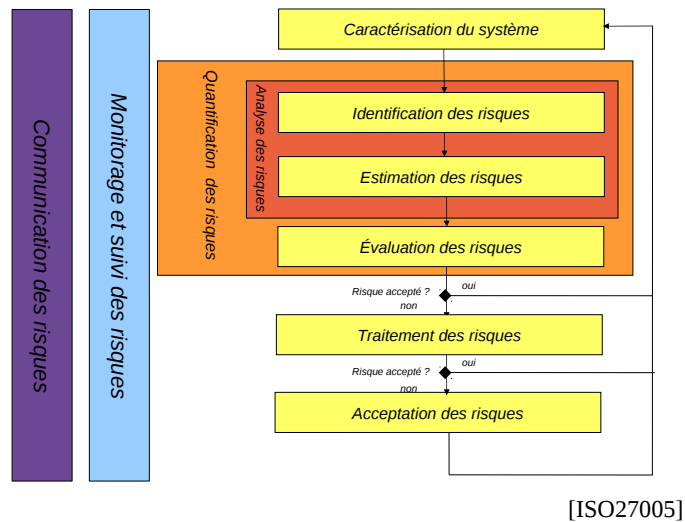 Communication des risques
Monitorage et suivi des risques
Caractérisation du système
Quantification des risques
Analyse des risques
Identification des risques
Estimation des risques
Évaluation des risques
Risque accepté ?
oui
non
Traitement des risques
Risque accepté ?
oui
non
Acceptation des risques
[ISO27005]